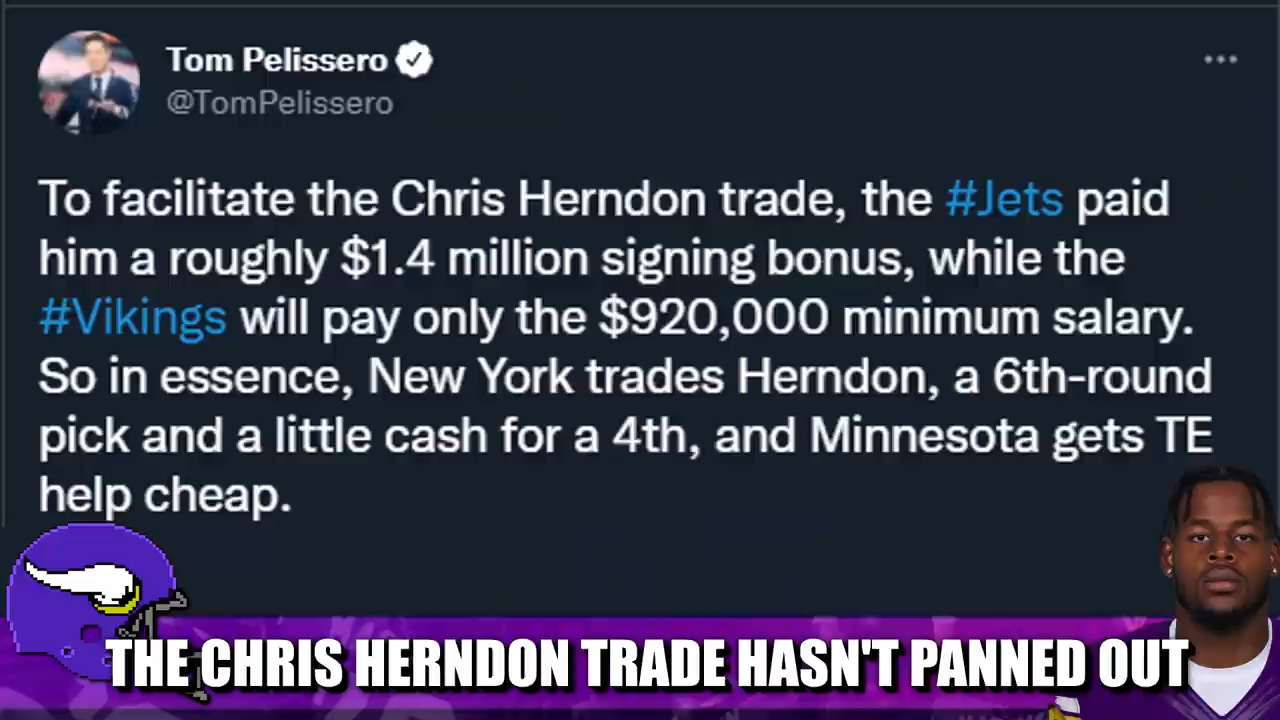 Tom Pelissero
@TomPelissero
To facilitate the Chris Herndon trade, the #Jets paid
him a roughly $1.4 million signing bonus, while the
#Vikings will pay only the $920,000 minimum salary.
So in essence, New York trades Herndon, a 6th-round
pick and a little cash for a 4th, and Minnesota gets TE
help cheap.
THE CHRIS HERNDON TRADE HASN'T PANNED OUT